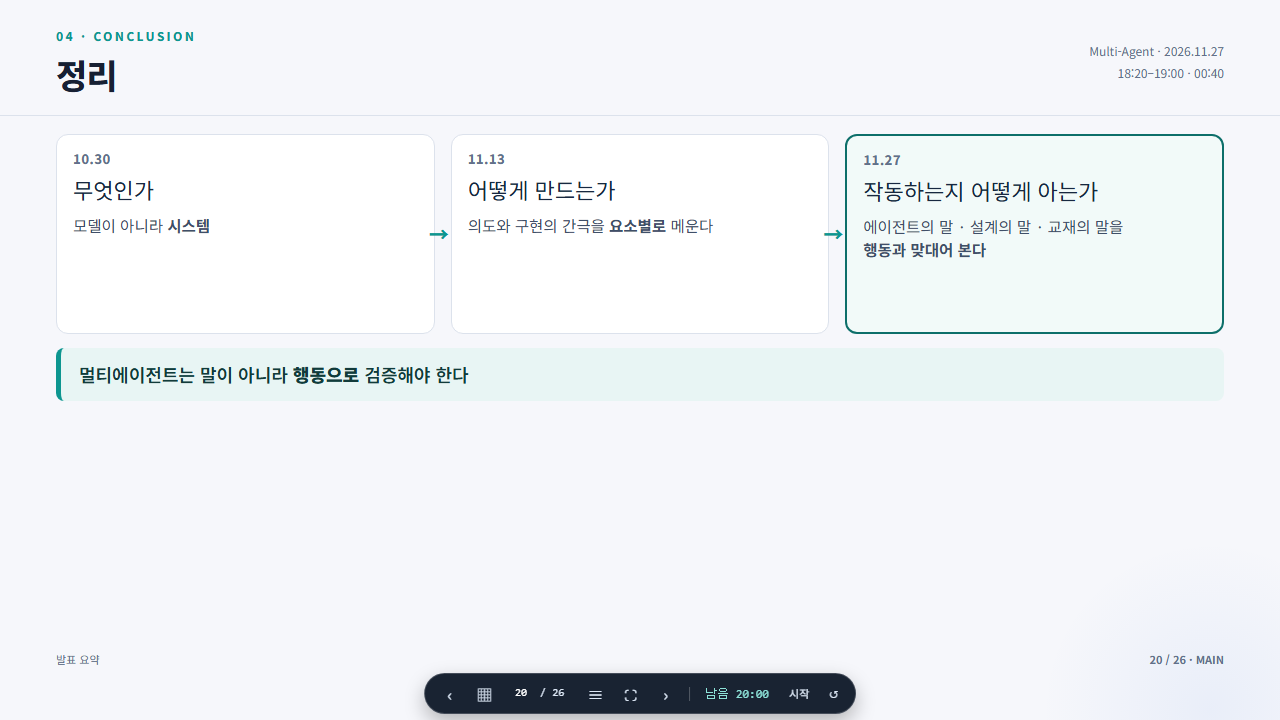 04 · CONCLUSION
정리
Multi-Agent · 2026.11.27
18:20–19:00 · 00:40
10.30
무엇인가
모델이 아니라 시스템
→
11.13
어떻게 만드는가
의도와 구현의 간극을 요소별로 메운다
→
11.27
작동하는지 어떻게 아는가
에이전트의 말 · 설계의 말 · 교재의 말을
행동과 맞대어 본다
멀티에이전트는 말이 아니라 행동으로 검증해야 한다
발표 요약
20 / 26 · MAIN
20 / 26
남음 20:00
시작